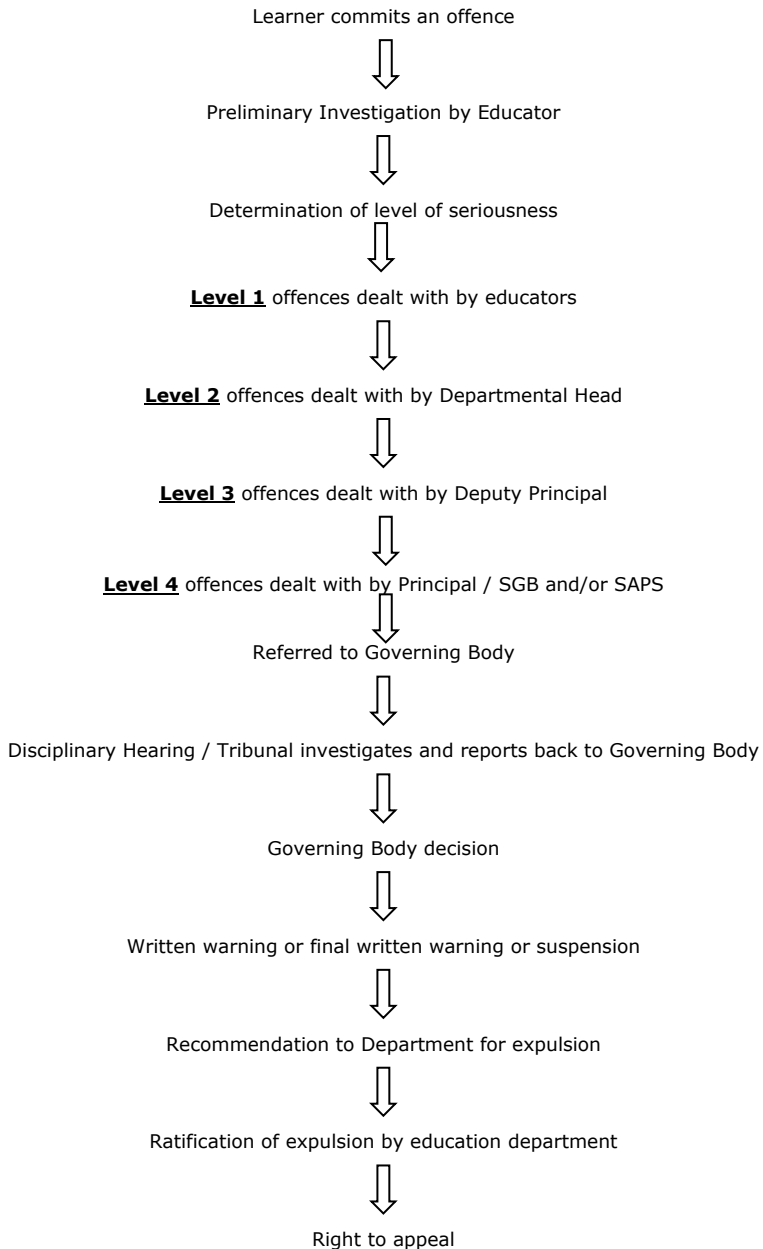 Learner commits an offence
Preliminary Investigation by Educator
Determination of level of seriousness
Level 1 offences dealt with by educators
Level 2 offences dealt with by Departmental Head
Level 3 offences dealt with by Deputy Principal
Level 4 offences dealt with by Principal / SGB and/or SAPS
Referred to Governing Body
Disciplinary Hearing / Tribunal investigates and reports back to Governing Body
Governing Body decision
Written warning or final written warning or suspension
Recommendation to Department for expulsion
Ratification of expulsion by education department
Right to appeal